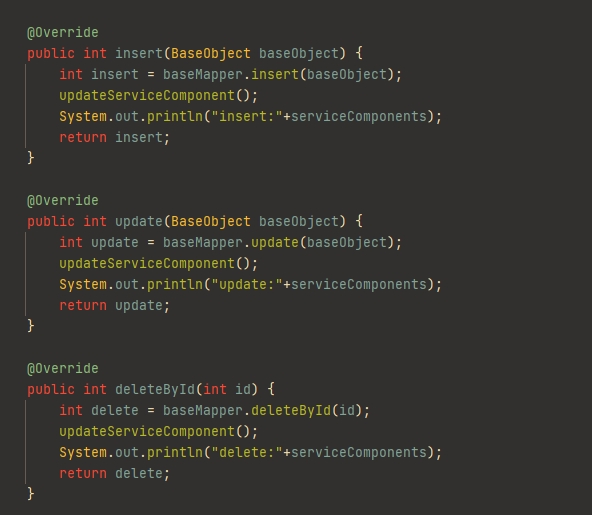 @Override
public int insert(BaseObject baseObject) {
    int insert = baseMapper.insert(baseObject);
    updateServiceComponent();
    System.out.println("insert:"+serviceComponents);
    return insert;
}

@Override
public int update(BaseObject baseObject) {
    int update = baseMapper.update(baseObject);
    updateServiceComponent();
    System.out.println("update:"+serviceComponents);
    return update;
}

@Override
public int deleteById(int id) {
    int delete = baseMapper.deleteById(id);
    updateServiceComponent();
    System.out.println("delete:"+serviceComponents);
    return delete;
}